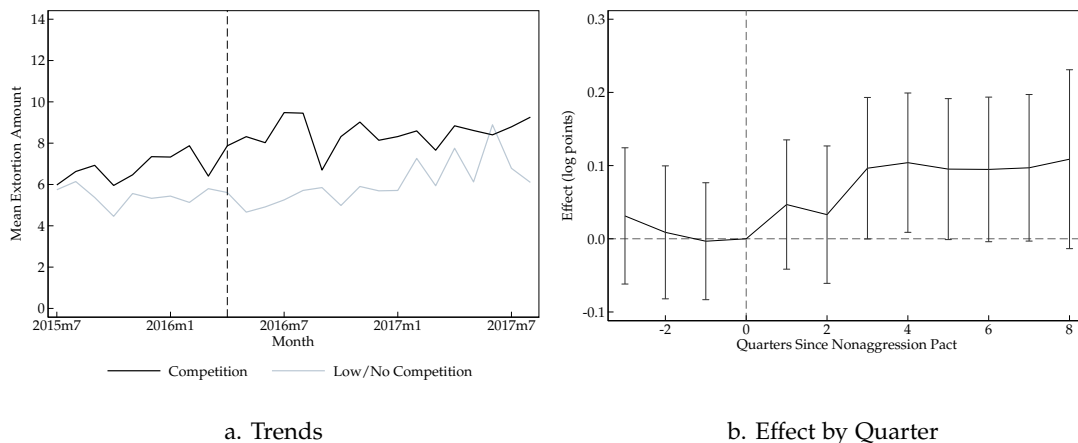 14
12
10
8
6
4
2
0
Mean Extortion Amount
2015m7 2016m1 2016m7 2017m1 2017m7
Month
Competition Low/No Competition
a. Trends
0.3
0.2
0.1
0.0
-0.1
Effect (log points)
-2 0 2 4 6 8
Quarters Since Nonaggression Pact
b. Effect by Quarter